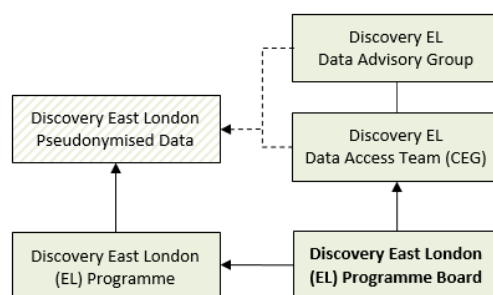 Discovery EL
Data Advisory Group
Discovery East London
Pseudonymised Data
Discovery EL
Data Access Team (CEG)
Discovery East London
(EL) Programme
Discovery East London
(EL) Programme Board